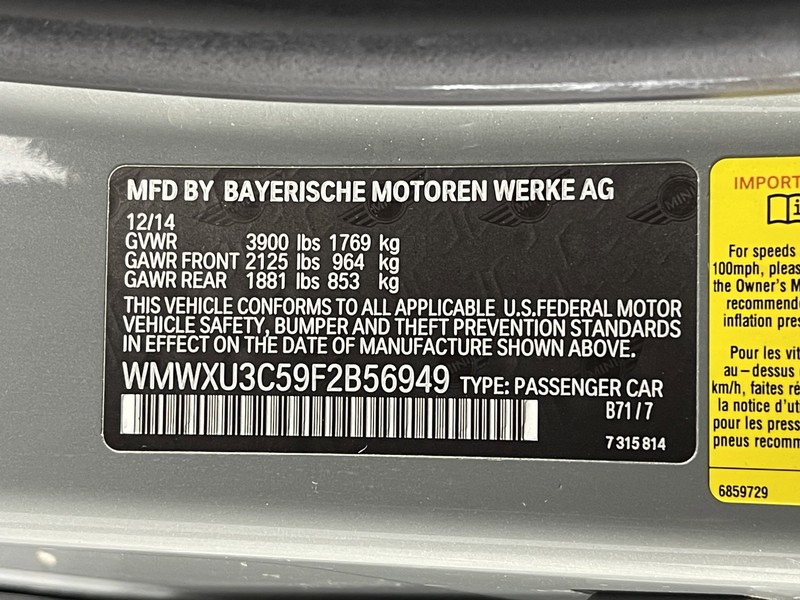 MFD BY BAYERISCHE MOTOREN WERKE AG
12/14
GVWR 3900 lbs 1769 kg
GAWR FRONT 2125 lbs 964 kg
GAWR REAR 1881 lbs 853 kg
THIS VEHICLE CONFORMS TO ALL APPLICABLE U.S.FEDERAL MOTOR
VEHICLE SAFETY, BUMPER AND THEFT PREVENTION STANDARDS
IN EFFECT ON THE DATE OF MANUFACTURE SHOWN ABOVE.
WMWXU3C59F2B56949 TYPE: PASSENGER CAR
B71/7
7315814
MINI
IMPORT
i
For speeds
100mph, pleas
the Owner's M
recommend
inflation pres
Pour les vit
au-dessus
km/h, faites ré
la notice d'ut
pour les press
pneus recomm
6859729